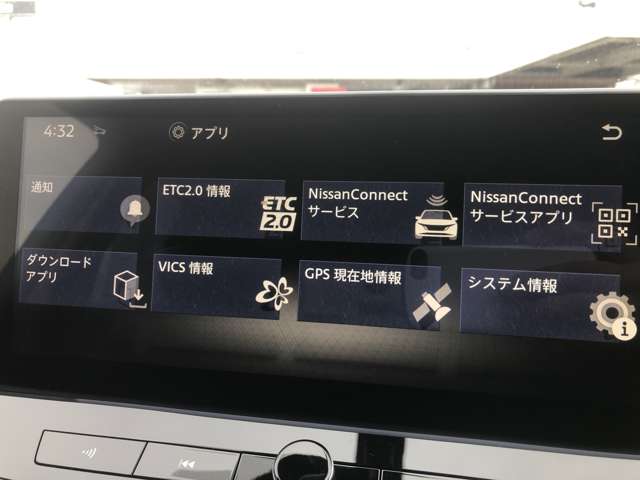 4:32
アプリ
通知
ETC2.0 情報
ETC
2.0
NissanConnect
サービス
NissanConnect
サービスアプリ
ダウンロード
アプリ
VICS 情報
GPS 現在地情報
システム情報
i